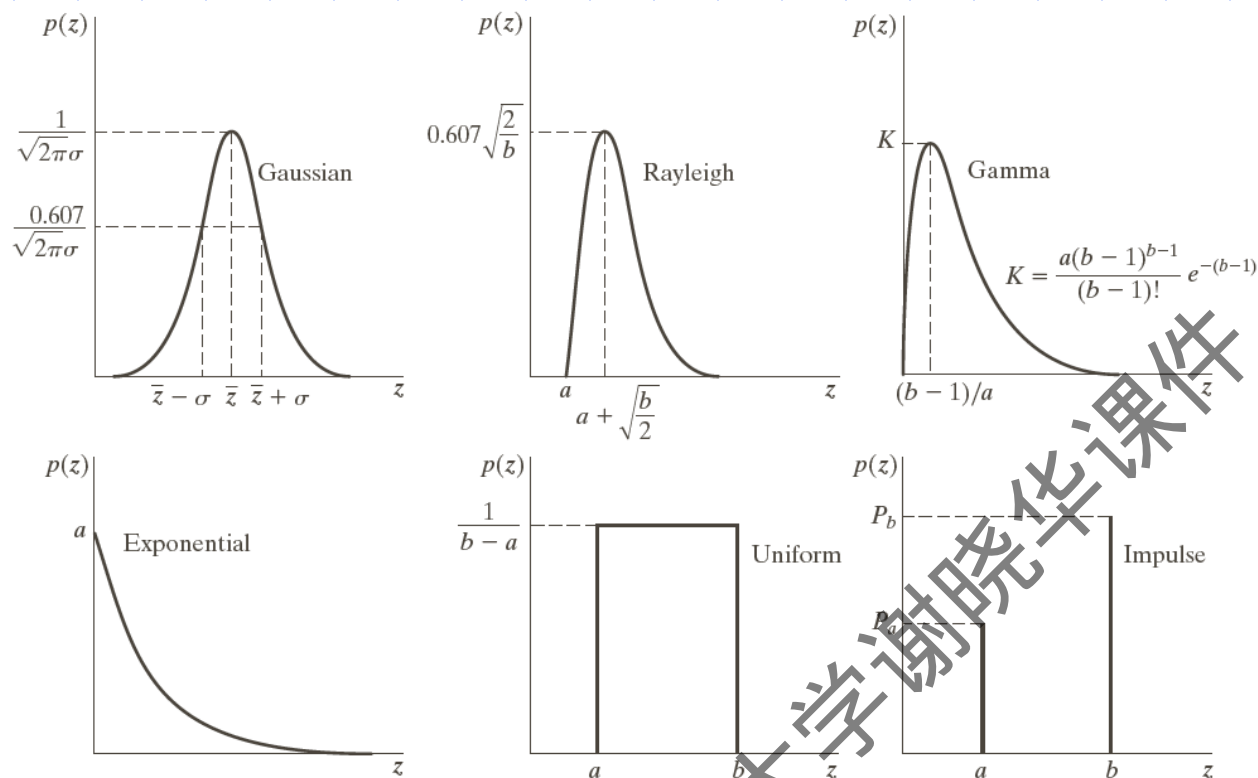 p(z)
1/√2πσ
0.607/√2πσ
Gaussian
z̄ − σ z̄ z̄ + σ
z
p(z)
0.607√(2/b)
Rayleigh
a
a + √(b/2)
z
p(z)
K
Gamma
K = a(b − 1)^{b−1}/(b − 1)! e^{−(b−1)}
(b − 1)/a
z
p(z)
a
Exponential
z
p(z)
1/(b − a)
Uniform
a b z
p(z)
P_b
P_a
Impulse
a b z
大学谢晓华课件